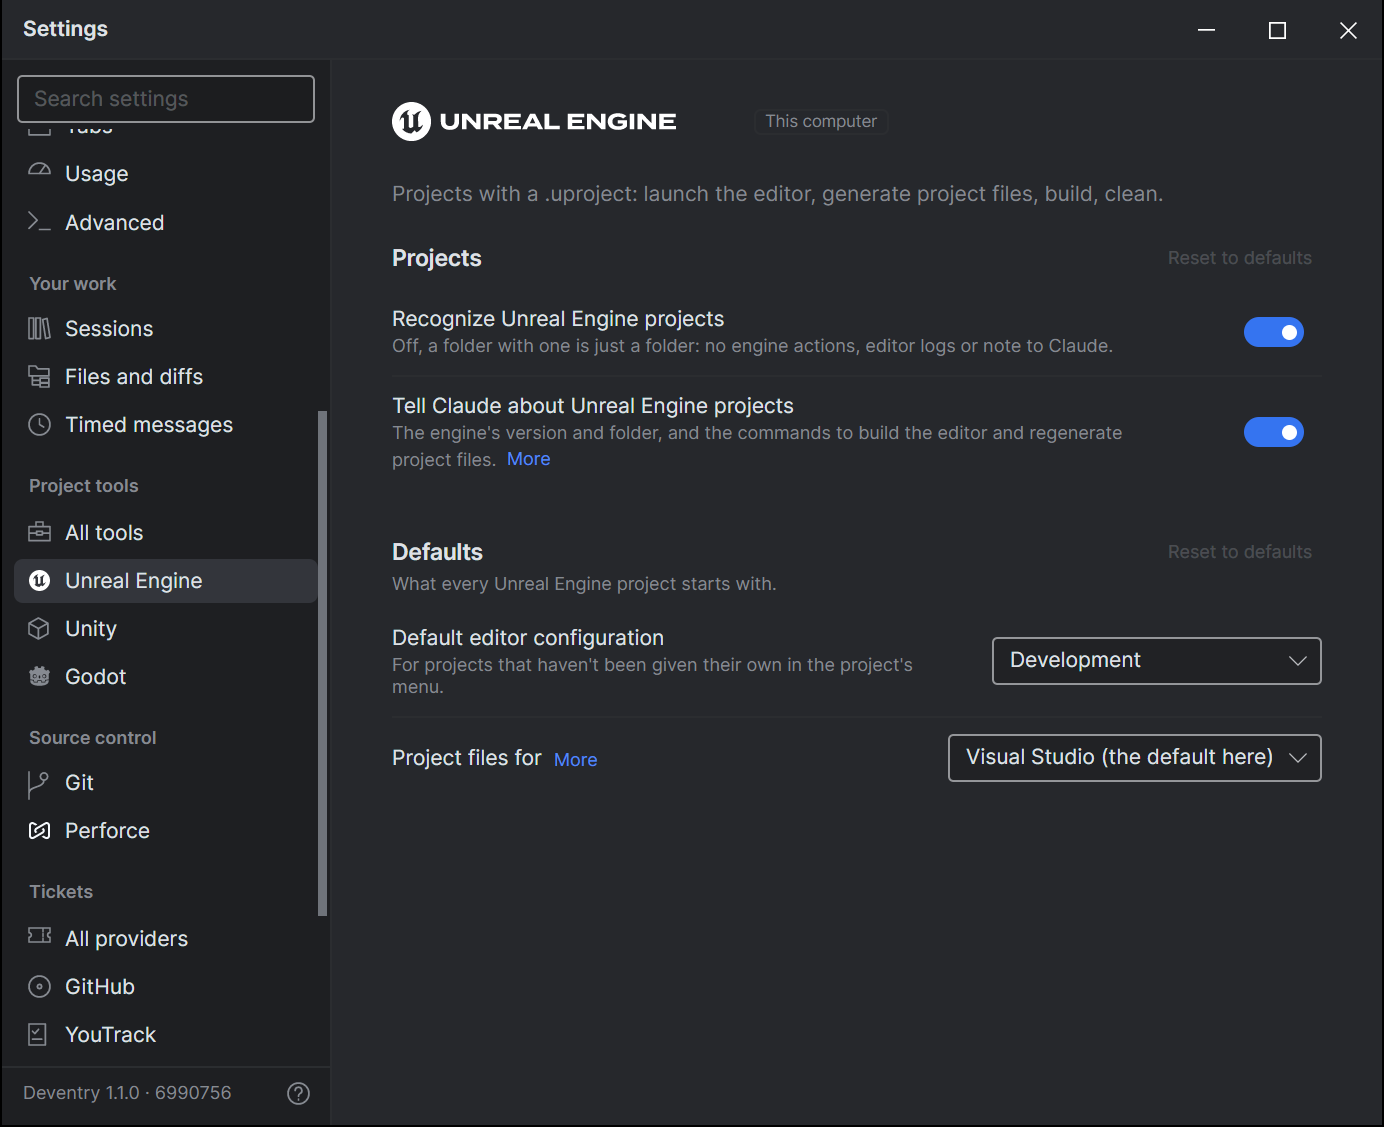 Settings
Search settings
Tabs
Usage
Advanced
Your work
Sessions
Files and diffs
Timed messages
Project tools
All tools
Unreal Engine
Unity
Godot
Source control
Git
Perforce
Tickets
All providers
GitHub
YouTrack
Deventry 1.1.0 · 6990756
UNREAL ENGINE
This computer
Projects with a .uproject: launch the editor, generate project files, build, clean.
Projects
Reset to defaults
Recognize Unreal Engine projects
Off, a folder with one is just a folder: no engine actions, editor logs or note to Claude.
Tell Claude about Unreal Engine projects
The engine's version and folder, and the commands to build the editor and regenerate
project files. More
Defaults
Reset to defaults
What every Unreal Engine project starts with.
Default editor configuration
For projects that haven't been given their own in the project's
menu.
Development
Project files for More
Visual Studio (the default here)